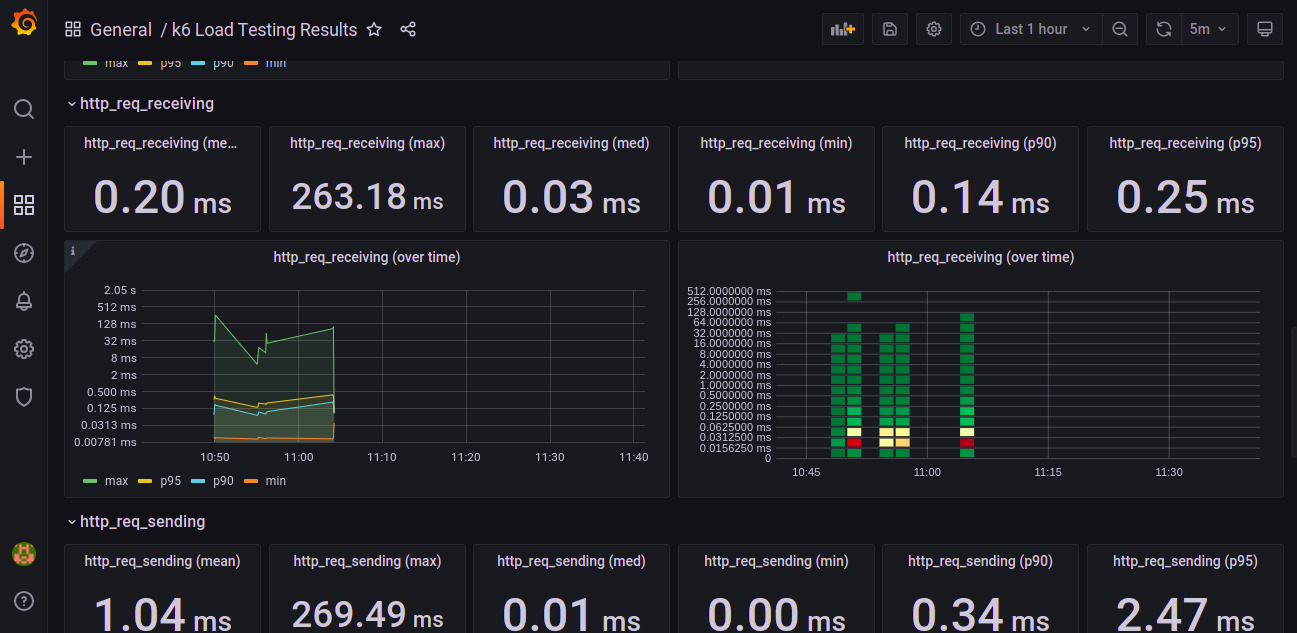 General / k6 Load Testing Results
Last 1 hour
5m
max p95 p90 min
http_req_receiving
http_req_receiving (me...
http_req_receiving (max)
http_req_receiving (med)
http_req_receiving (min)
http_req_receiving (p90)
http_req_receiving (p95)
0.20 ms
263.18 ms
0.03 ms
0.01 ms
0.14 ms
0.25 ms
i
http_req_receiving (over time)
2.05 s
512 ms
128 ms
32 ms
8 ms
2 ms
0.500 ms
0.125 ms
0.0313 ms
0.00781 ms
10:50 11:00 11:10 11:20 11:30 11:40
max p95 p90 min
http_req_receiving (over time)
512.0000000 ms
256.0000000 ms
128.0000000 ms
64.0000000 ms
32.0000000 ms
16.0000000 ms
8.0000000 ms
4.0000000 ms
2.0000000 ms
1.0000000 ms
0.5000000 ms
0.2500000 ms
0.1250000 ms
0.0625000 ms
0.0312500 ms
0.0156250 ms
0
10:45 11:00 11:15 11:30
http_req_sending
http_req_sending (mean)
http_req_sending (max)
http_req_sending (med)
http_req_sending (min)
http_req_sending (p90)
http_req_sending (p95)
1.04 ms
269.49 ms
0.01 ms
0.00 ms
0.34 ms
2.47 ms